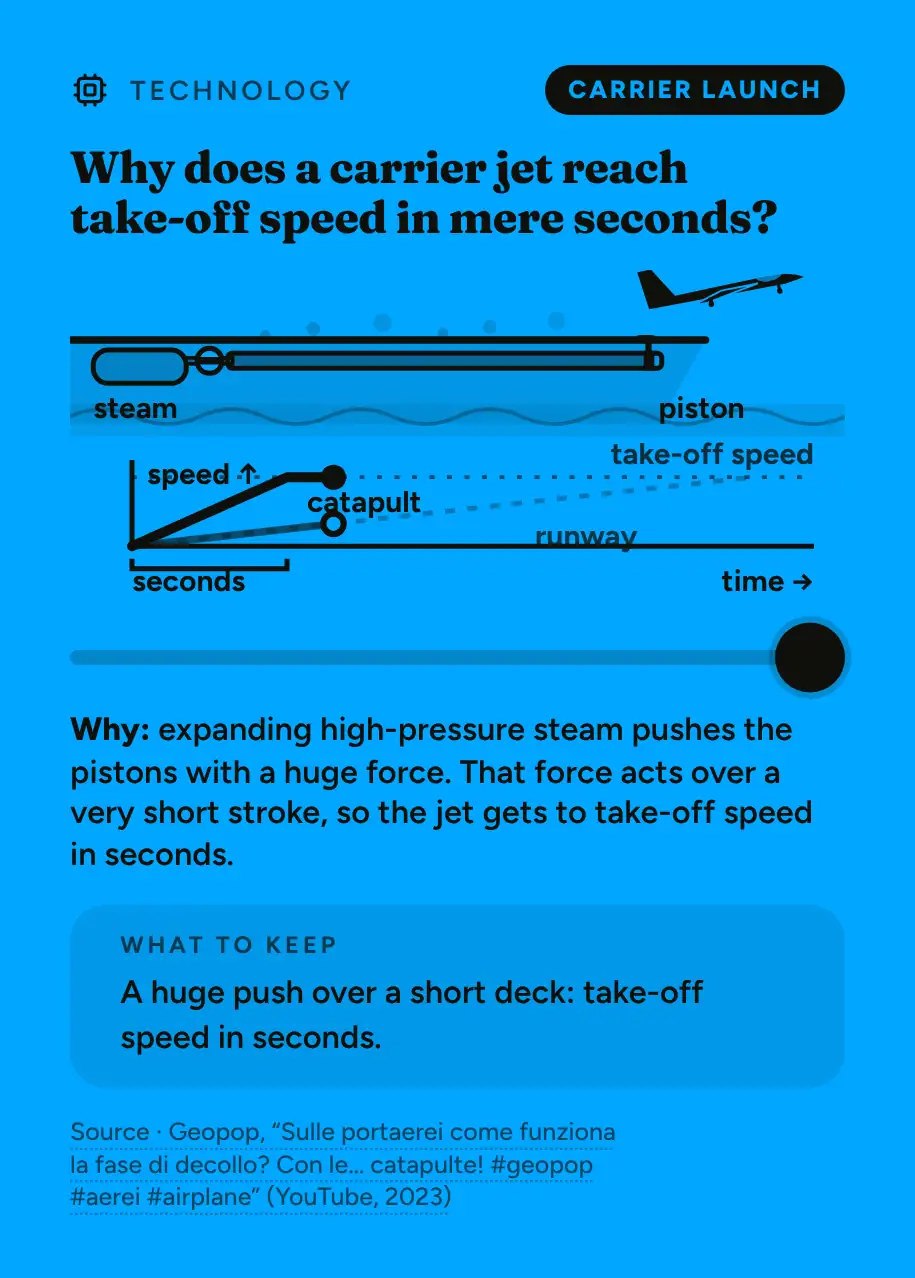 TECHNOLOGY
CARRIER LAUNCH
Why does a carrier jet reach
take-off speed in mere seconds?
steam
piston
take-off speed
speed ↑
catapult
runway
seconds
time →
Why: expanding high-pressure steam pushes the
pistons with a huge force. That force acts over a
very short stroke, so the jet gets to take-off speed
in seconds.
WHAT TO KEEP
A huge push over a short deck: take-off
speed in seconds.
Source · Geopop, “Sulle portaerei come funziona
la fase di decollo? Con le... catapulte! #geopop
#aerei #airplane” (YouTube, 2023)